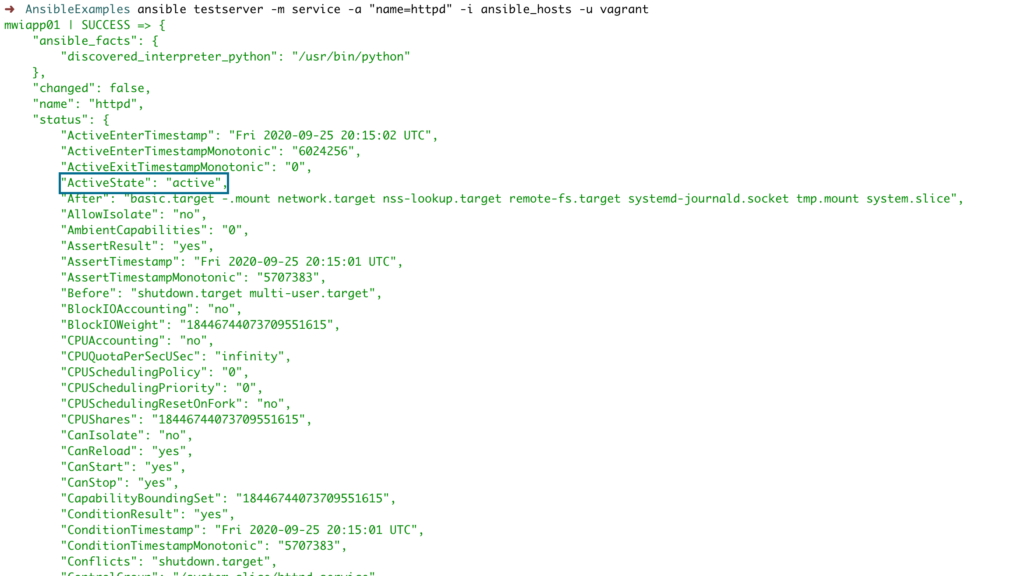 ➜ AnsibleExamples ansible testserver -m service -a "name=httpd" -i ansible_hosts -u vagrant
mwiapp01 | SUCCESS => {
    "ansible_facts": {
        "discovered_interpreter_python": "/usr/bin/python"
    },
    "changed": false,
    "name": "httpd",
    "status": {
        "ActiveEnterTimestamp": "Fri 2020-09-25 20:15:02 UTC",
        "ActiveEnterTimestampMonotonic": "6024256",
        "ActiveExitTimestampMonotonic": "0",
        "ActiveState": "active",
        "After": "basic.target -.mount network.target nss-lookup.target remote-fs.target systemd-journald.socket tmp.mount system.slice",
        "AllowIsolate": "no",
        "AmbientCapabilities": "0",
        "AssertResult": "yes",
        "AssertTimestamp": "Fri 2020-09-25 20:15:01 UTC",
        "AssertTimestampMonotonic": "5707383",
        "Before": "shutdown.target multi-user.target",
        "BlockIOAccounting": "no",
        "BlockIOWeight": "18446744073709551615",
        "CPUAccounting": "no",
        "CPUQuotaPerSecUSec": "infinity",
        "CPUSchedulingPolicy": "0",
        "CPUSchedulingPriority": "0",
        "CPUSchedulingResetOnFork": "no",
        "CPUShares": "18446744073709551615",
        "CanIsolate": "no",
        "CanReload": "yes",
        "CanStart": "yes",
        "CanStop": "yes",
        "CapabilityBoundingSet": "18446744073709551615",
        "ConditionResult": "yes",
        "ConditionTimestamp": "Fri 2020-09-25 20:15:01 UTC",
        "ConditionTimestampMonotonic": "5707383",
        "Conflicts": "shutdown.target",
        "ControlGroup": "/system.slice/httpd.service"